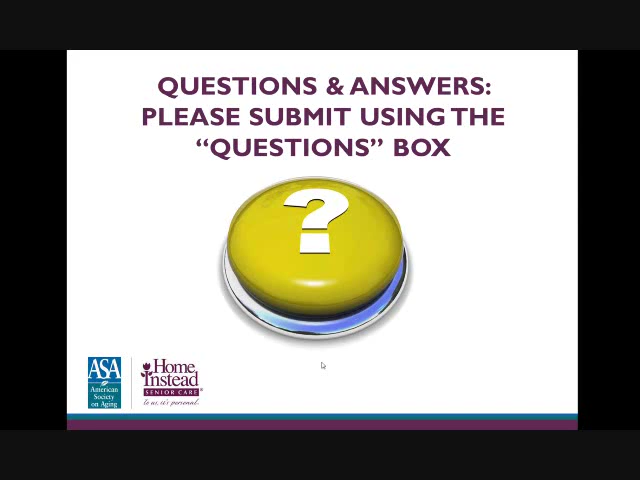 QUESTIONS & ANSWERS:
PLEASE SUBMIT USING THE
“QUESTIONS” BOX
?
ASA
American
Society
on Aging
Home
Instead
SENIOR CARE®
to us, it's personal.